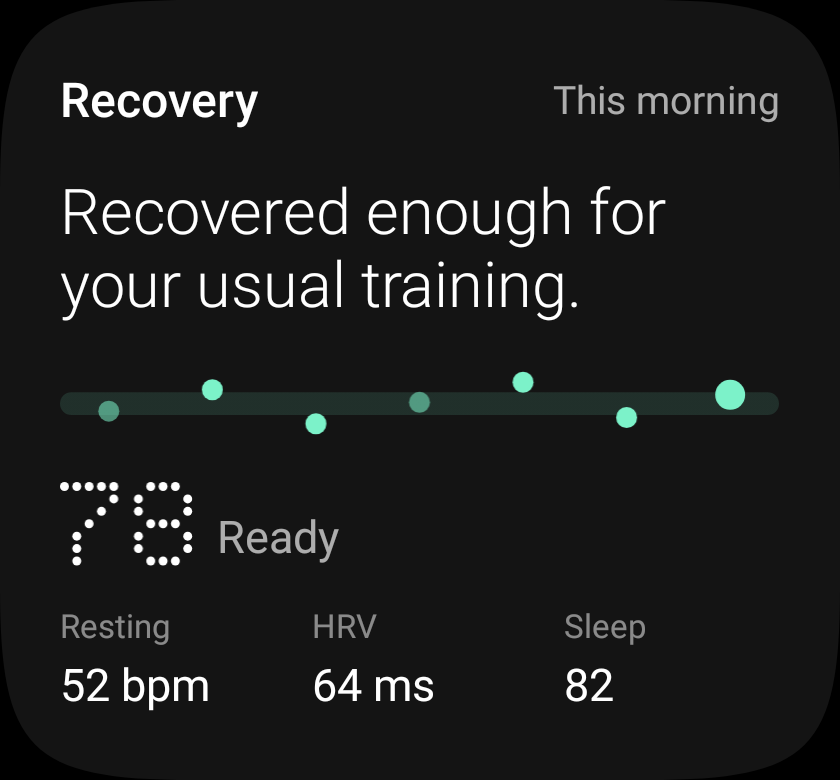 Recovery
This morning
Recovered enough for
your usual training.
78 Ready
Resting
HRV
Sleep
52 bpm
64 ms
82